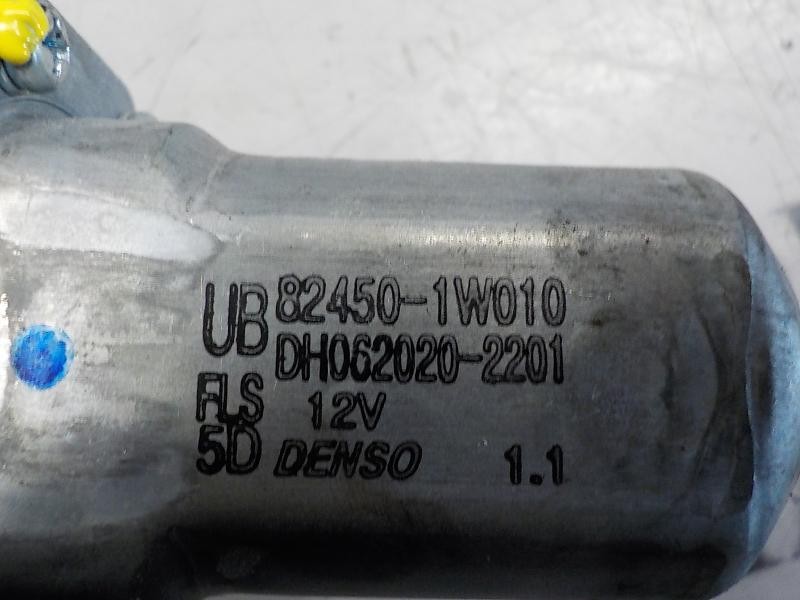 UB 82450-1W010
DH062020-2201
FLS 12V
5D DENSO 1.1